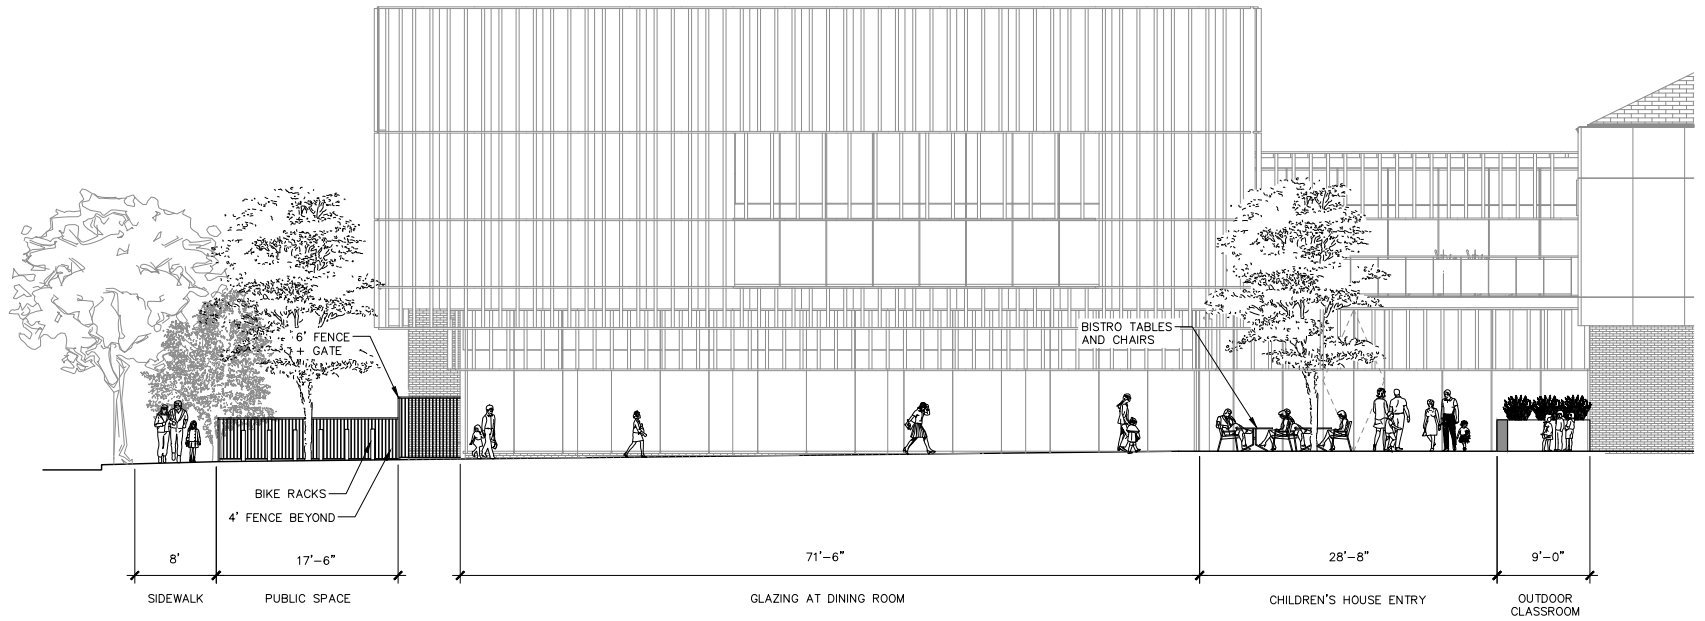 6' FENCE
+ GATE
BISTRO TABLES
AND CHAIRS
BIKE RACKS
4' FENCE BEYOND
8'
17'-6"
71'-6"
28'-8"
9'-0"
SIDEWALK
PUBLIC SPACE
GLAZING AT DINING ROOM
CHILDREN'S HOUSE ENTRY
OUTDOOR
CLASSROOM